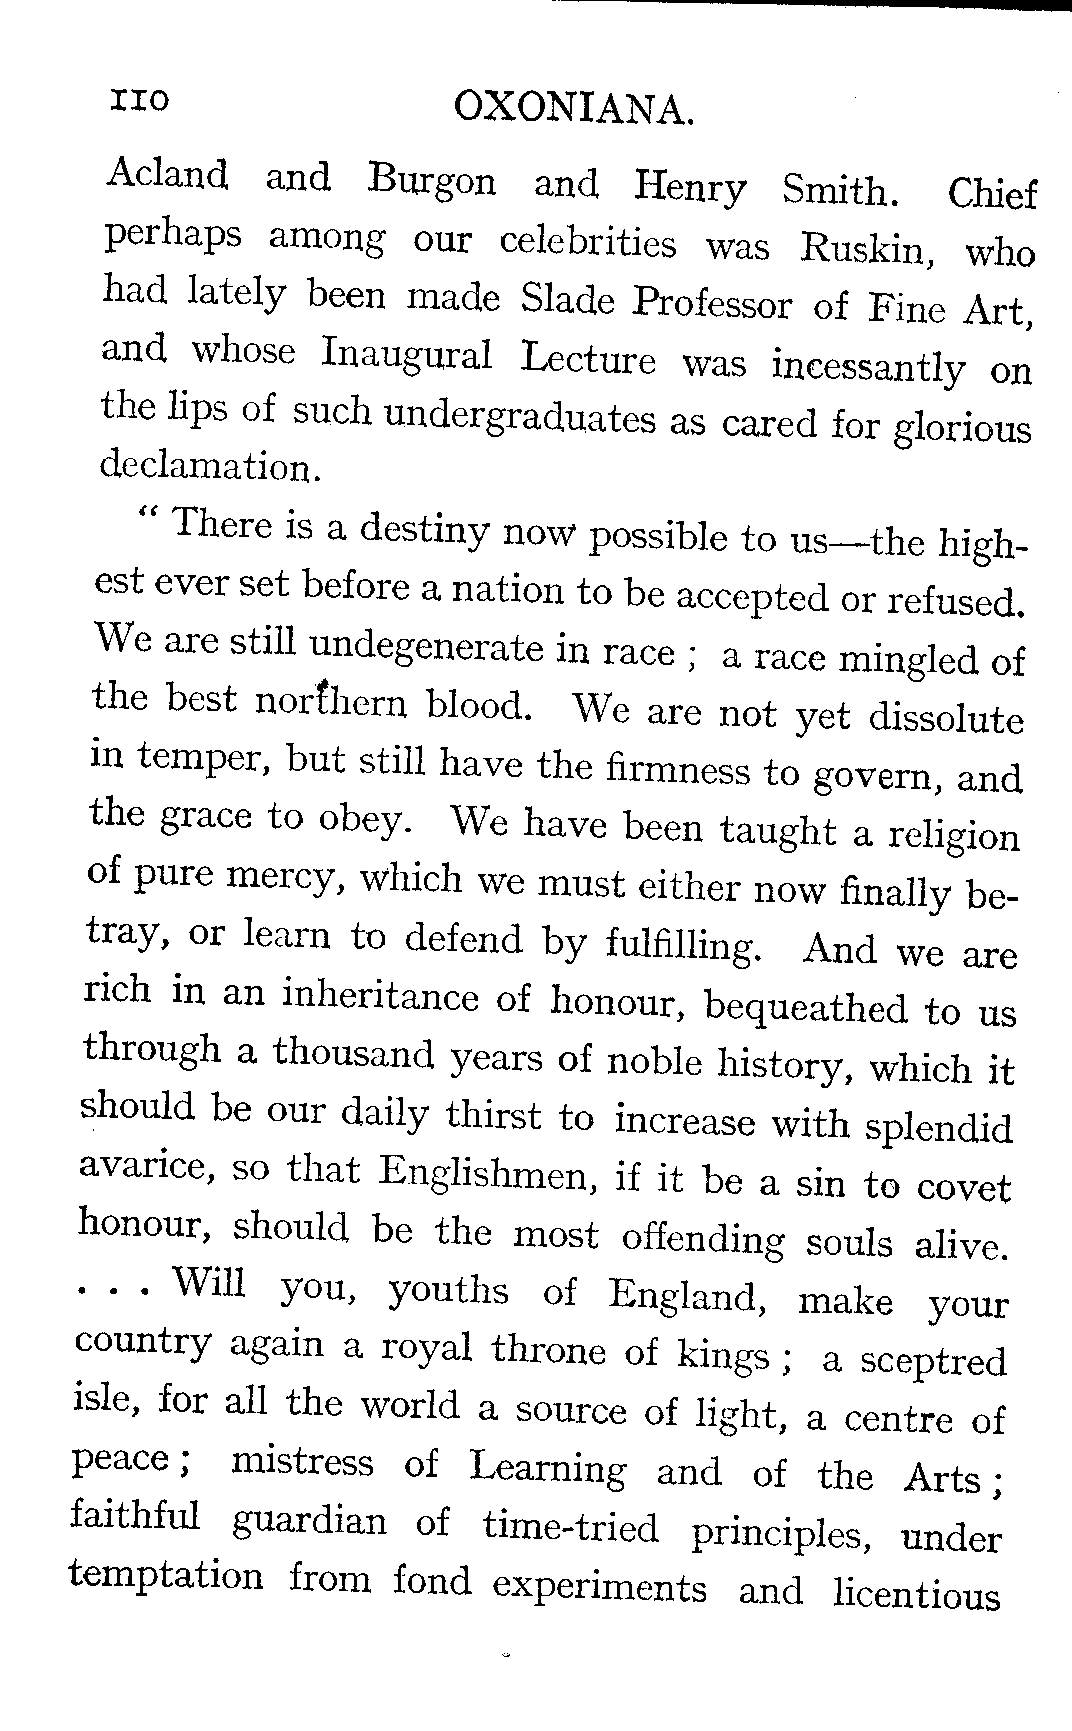 110 OXONIANA.
Acland and Burgon and Henry Smith. Chief
perhaps among our celebrities was Ruskin, who
had lately been made Slade Professor of Fine Art,
and whose Inaugural Lecture was incessantly on
the lips of such undergraduates as cared for glorious
declamation.
“ There is a destiny now possible to us—the high-
est ever set before a nation to be accepted or refused.
We are still undegenerate in race ; a race mingled of
the best northern blood. We are not yet dissolute
in temper, but still have the firmness to govern, and
the grace to obey. We have been taught a religion
of pure mercy, which we must either now finally be-
tray, or learn to defend by fulfilling. And we are
rich in an inheritance of honour, bequeathed to us
through a thousand years of noble history, which it
should be our daily thirst to increase with splendid
avarice, so that Englishmen, if it be a sin to covet
honour, should be the most offending souls alive.
. . . Will you, youths of England, make your
country again a royal throne of kings ; a sceptred
isle, for all the world a source of light, a centre of
peace ; mistress of Learning and of the Arts ;
faithful guardian of time-tried principles, under
temptation from fond experiments and licentious